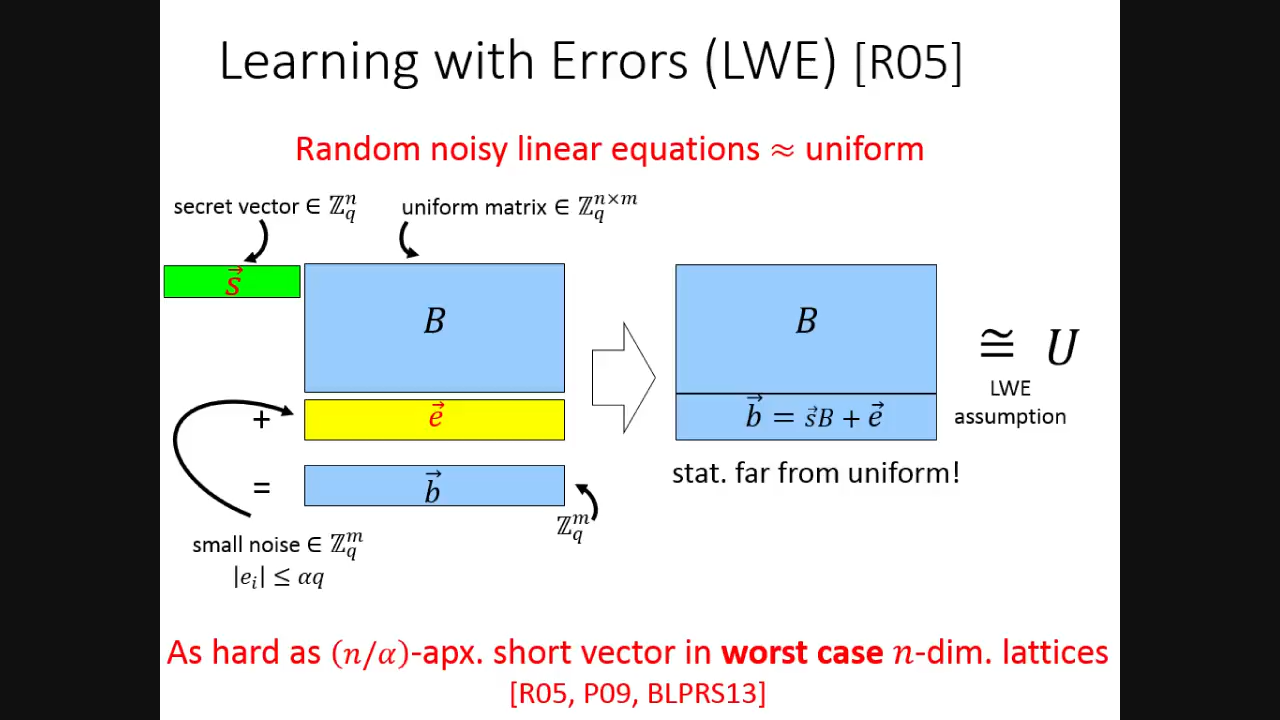 Learning with Errors (LWE) [R05]
Random noisy linear equations ≈ uniform
secret vector ∈ ℤ_q^n
uniform matrix ∈ ℤ_q^{n×m}
s⃗
B
+
e⃗
=
b⃗
ℤ_q^m
small noise ∈ ℤ_q^m
|e_i| ≤ αq
B
b⃗ = s⃗B + e⃗
≅ U
LWE
assumption
stat. far from uniform!
As hard as (n/α)-apx. short vector in worst case n-dim. lattices
[R05, P09, BLPRS13]